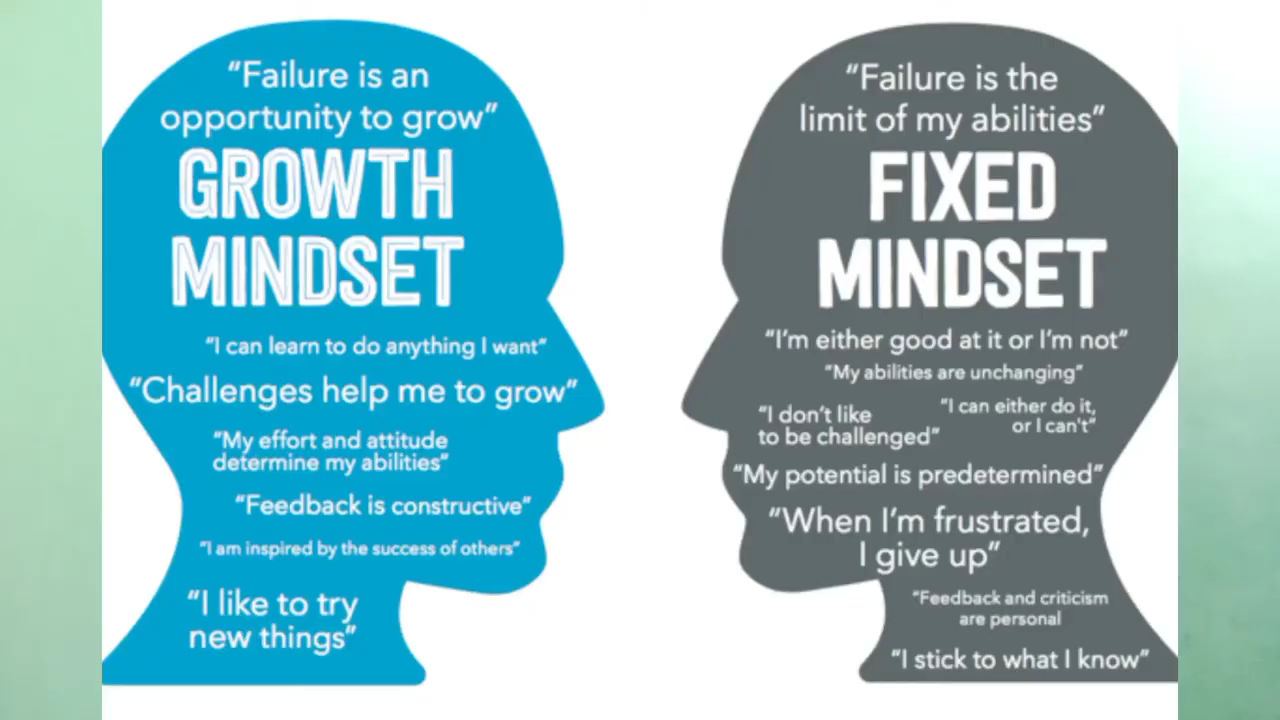 “Failure is an
opportunity to grow”
GROWTH
MINDSET
“I can learn to do anything I want”
“Challenges help me to grow”
“My effort and attitude
determine my abilities”
“Feedback is constructive”
“I am inspired by the success of others”
“I like to try
new things”
“Failure is the
limit of my abilities”
FIXED
MINDSET
“I’m either good at it or I’m not”
“My abilities are unchanging”
“I don’t like
to be challenged”
“I can either do it,
or I can't”
“My potential is predetermined”
“When I’m frustrated,
I give up”
“Feedback and criticism
are personal
“I stick to what I know”